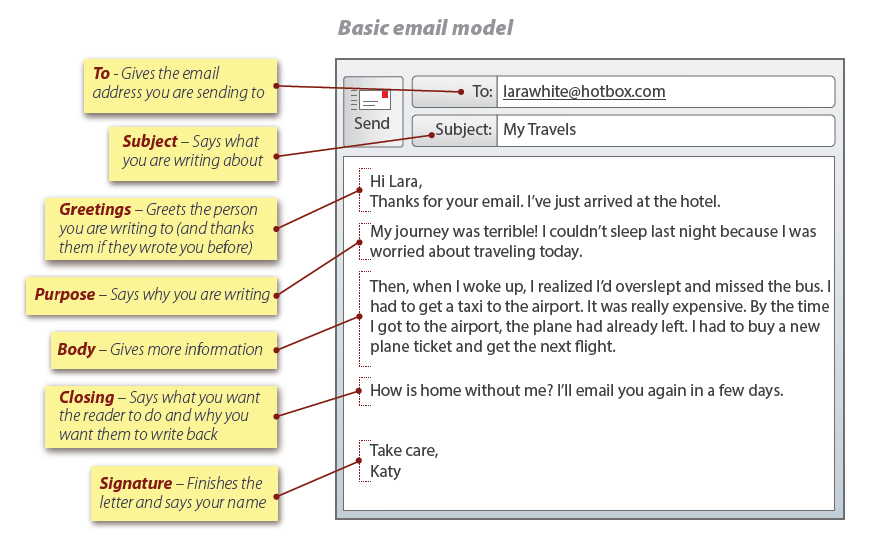 Basic email model
To - Gives the email
address you are sending to
Subject – Says what
you are writing about
Greetings – Greets the person
you are writing to (and thanks
them if they wrote you before)
Purpose – Says why you are writing
Body – Gives more information
Closing – Says what you want
the reader to do and why you
want them to write back
Signature – Finishes the
letter and says your name
Send
To: larawhite@hotbox.com
Subject: My Travels
Hi Lara,
Thanks for your email. I’ve just arrived at the hotel.
My journey was terrible! I couldn’t sleep last night because I was
worried about traveling today.
Then, when I woke up, I realized I’d overslept and missed the bus. I
had to get a taxi to the airport. It was really expensive. By the time
I got to the airport, the plane had already left. I had to buy a new
plane ticket and get the next flight.
How is home without me? I’ll email you again in a few days.
Take care,
Katy